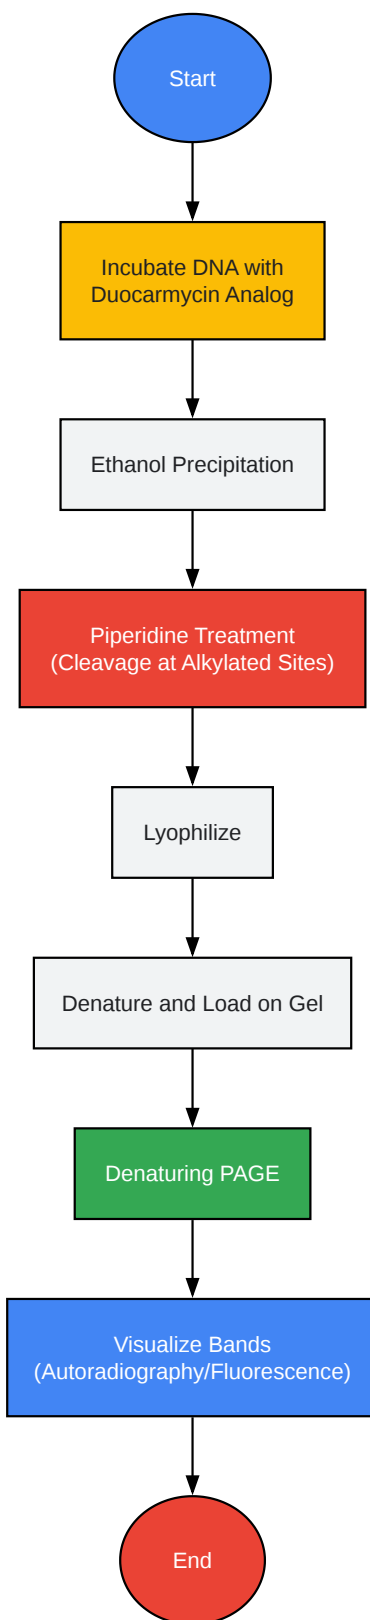 Start
Incubate DNA with
Duocarmycin Analog
Ethanol Precipitation
Piperidine Treatment
(Cleavage at Alkylated Sites)
Lyophilize
Denature and Load on Gel
Denaturing PAGE
Visualize Bands
(Autoradiography/Fluorescence)
End